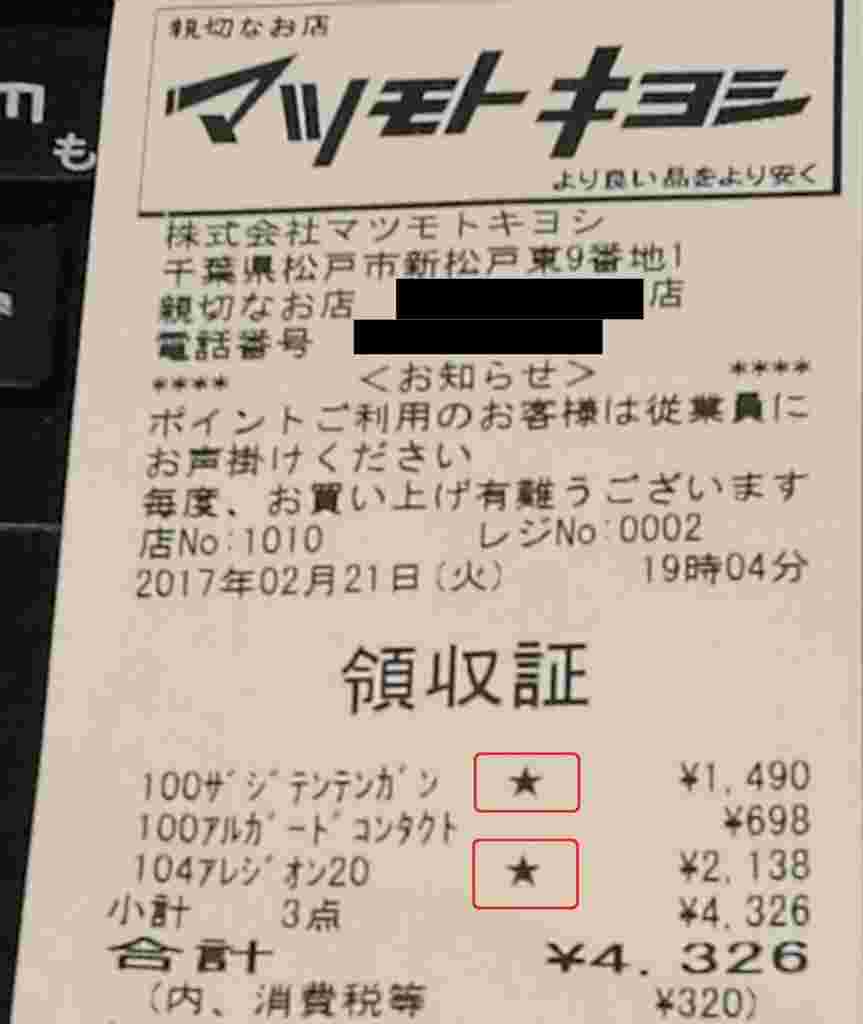 m
も
親切なお店
マツモトキヨシ
より良い品をより安く
株式会社マツモトキヨシ
千葉県松戸市新松戸東9番地1
親切なお店 店
電話番号
**** <お知らせ> ****
ポイントご利用のお客様は従業員に
お声掛けください
毎度、お買い上げ有難うございます
店No:1010 レジNo:0002
2017年02月21日(火) 19時04分
領収証
100ザジテンテンガン ★ ¥1,490
100アルガードコンタクト ¥698
104アレジオン20 ★ ¥2,138
小計 3点 ¥4,326
合計 ¥4,326
(内、消費税等 ¥320)